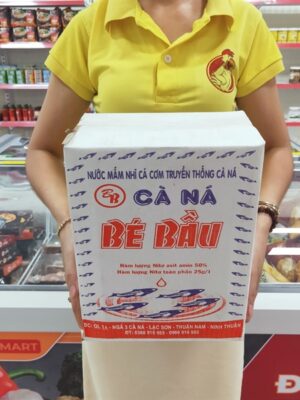 NƯỚC MẮM NHỈ CÁ CƠM TRUYỀN THỐNG CÀ NÁ
BB CÀ NÁ
BÉ BẦU
Hàm lượng Nitơ axit amin 50%
Hàm lượng Nitơ toàn phần 25g/l
ĐC: QL 1A - NGÃ 3 CÀ NÁ - LẠC SƠN - THUẬN NAM - NINH THUẬN
MART